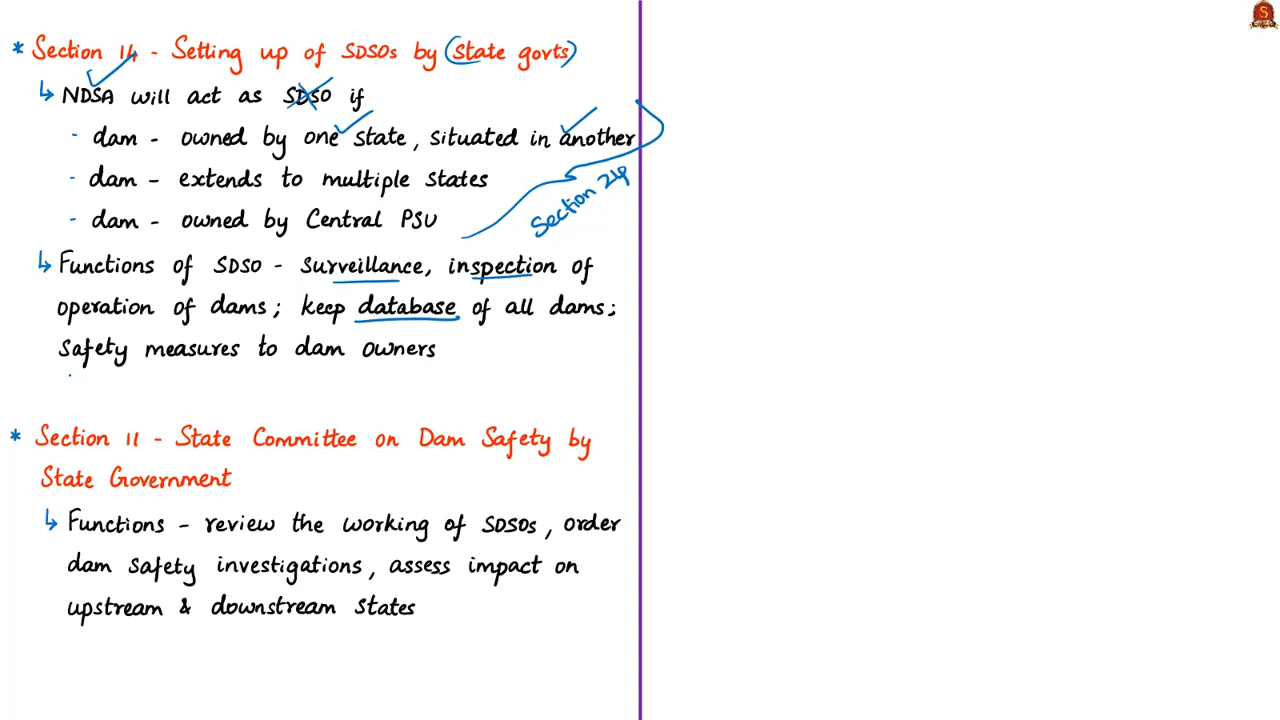 * Section 14 - Setting up of SDSOs by (state govts)
↳ NDSA will act as SDSO if
- dam - owned by one state, situated in another
- dam - extends to multiple states
- dam - owned by Central PSU
Section 24
↳ Functions of SDSO - surveillance, inspection of
operation of dams; keep database of all dams;
safety measures to dam owners
* Section 11 - State Committee on Dam Safety by
State Government
↳ Functions - review the working of SDSOs, order
dam safety investigations, assess impact on
upstream & downstream states